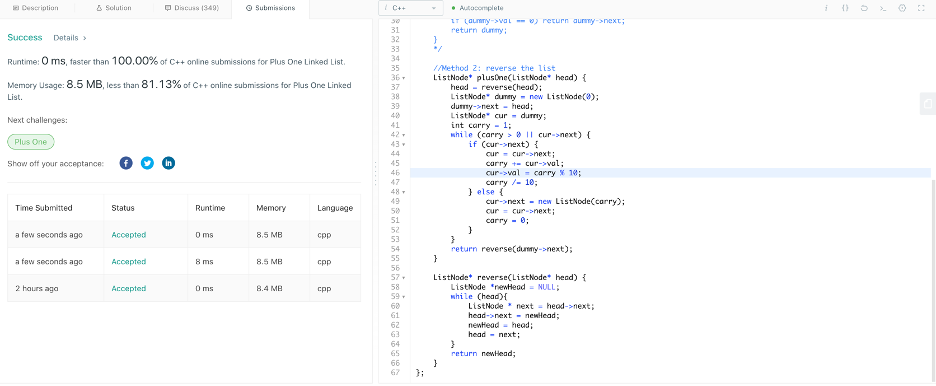 Description
Solution
Discuss (349)
Submissions
Success
Details >
Runtime: 0 ms, faster than 100.00% of C++ online submissions for Plus One Linked List.
Memory Usage: 8.5 MB, less than 81.13% of C++ online submissions for Plus One Linked
List.
Next challenges:
Plus One
Show off your acceptance:
Time Submitted Status Runtime Memory Language
a few seconds ago Accepted 0 ms 8.5 MB cpp
a few seconds ago Accepted 8 ms 8.5 MB cpp
2 hours ago Accepted 0 ms 8.4 MB cpp
i C++ Autocomplete
30 if (dummy->val == 0) return dummy->next;
31 return dummy;
32 }
33 */
34
35 //Method 2: reverse the list
36 ListNode* plusOne(ListNode* head) {
37 head = reverse(head);
38 ListNode* dummy = new ListNode(0);
39 dummy->next = head;
40 ListNode* cur = dummy;
41 int carry = 1;
42 while (carry > 0 || cur->next) {
43 if (cur->next) {
44 cur = cur->next;
45 carry += cur->val;
46 cur->val = carry % 10;
47 carry /= 10;
48 } else {
49 cur->next = new ListNode(carry);
50 cur = cur->next;
51 carry = 0;
52 }
53 }
54 return reverse(dummy->next);
55 }
56
57 ListNode* reverse(ListNode* head) {
58 ListNode *newHead = NULL;
59 while (head){
60 ListNode * next = head->next;
61 head->next = newHead;
62 newHead = head;
63 head = next;
64 }
65 return newHead;
66 }
67 };